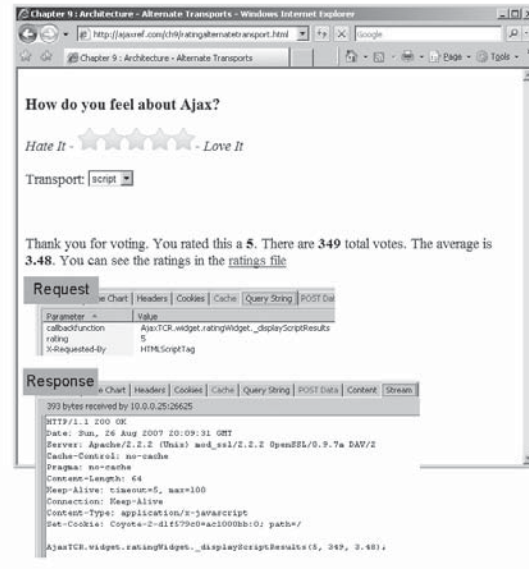 Chapter 9 : Architecture - Alternate Transports - Windows Internet Explorer
http://ajaxref.com/ch9/ratingalternatetransport.html
Google
Chapter 9 : Architecture - Alternate Transports
Page
Tools
How do you feel about Ajax?
Hate It - - Love It
Transport: script
Thank you for voting. You rated this a 5. There are 349 total votes. The average is
3.48. You can see the ratings in the ratings file
Request
e Chart Headers Cookies Cache Query String POST Dat
Parameter Value
callbackfunction AjaxTCR.widget.ratingWidget._displayScriptResults
rating 5
X-Requested-By HTMLScriptTag
Response
e Chart Headers Cookies Cache Query String POST Data Content Stream
393 bytes received by 10.0.0.25:26625
HTTP/1.1 200 OK
Date: Sun, 26 Aug 2007 20:09:31 GMT
Server: Apache/2.2.2 (Unix) mod_ssl/2.2.2 OpenSSL/0.9.7a DAV/2
Cache-Control: no-cache
Pragma: no-cache
Content-Length: 64
Keep-Alive: timeout=5, max=100
Connection: Keep-Alive
Content-Type: application/x-javascript
Set-Cookie: Coyote-2-d1f579c0=ac1000bb:0; path=/
AjaxTCR.widget.ratingWidget._displayScriptResults(5, 349, 3.48);